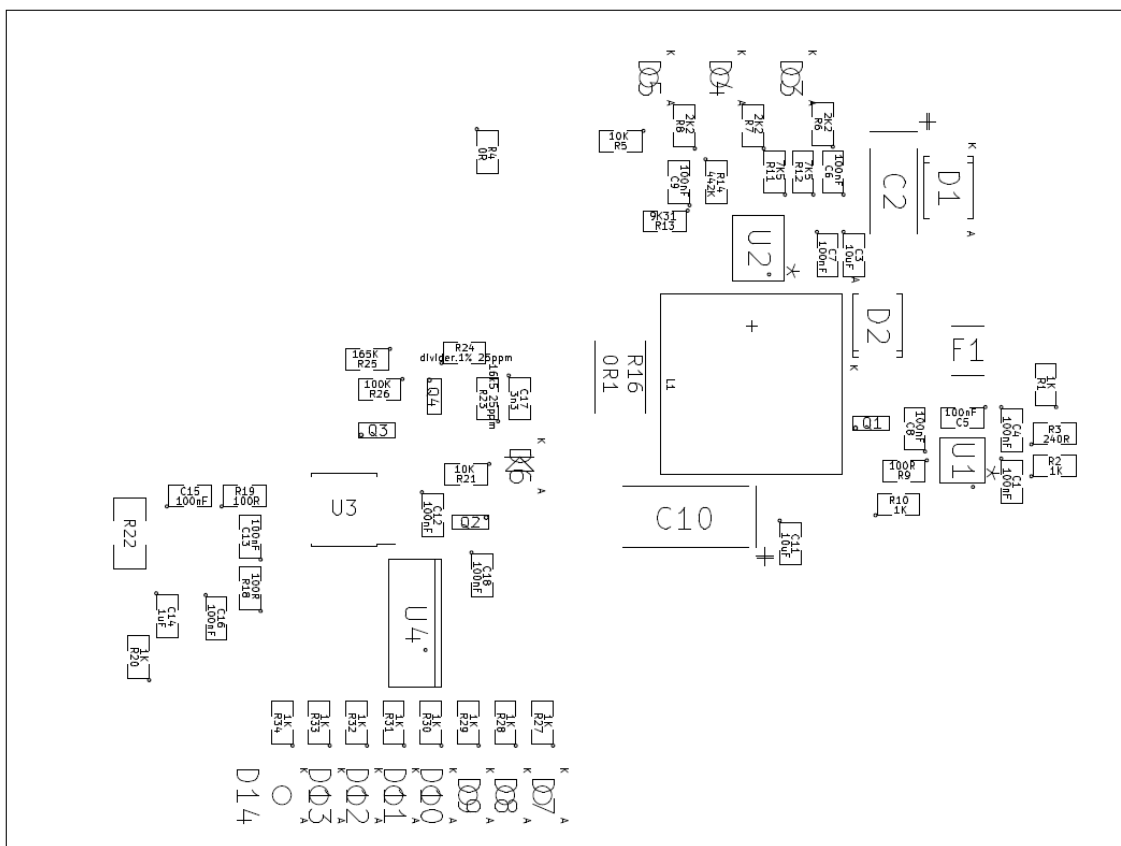 K
K
K
D5
D4
D3
A
A
A
2K2
R8
2K2
R7
2K2
R6
10K
R5
R4
0R
+
K
D1
A
C2
100nF
C9
R14
442K
7K5
R11
7K5
R12
100nF
C6
9K31
R13
U2
*
C7
100nF
C3
10uF
A
D2
K
+
L1
R16
0R1
F1
1K
R1
165K
R25
R24
divider.1% 25ppm
100K
R26
Q4
16k5 25ppm
R23
C17
3n3
Q3
Q1
100nF
C8
100nF
C5
C4
100nF
R3
240R
K
D6
A
10K
R21
100R
R9
U1
*
C1
100nF
R2
1K
R10
1K
C15
100nF
R19
100R
U3
C12
100nF
Q2
C10
+
C11
10uF
R22
100nF
C13
C18
100nF
100R
R18
C14
1uF
C16
100nF
U4
1K
R20
1K
R34
1K
R33
1K
R32
1K
R31
1K
R30
1K
R29
1K
R28
1K
R27
K
K
K
K
K
K
K
K
D14
D13
D12
D11
D10
D9
D8
D7
A
A
A
A
A
A
A
A